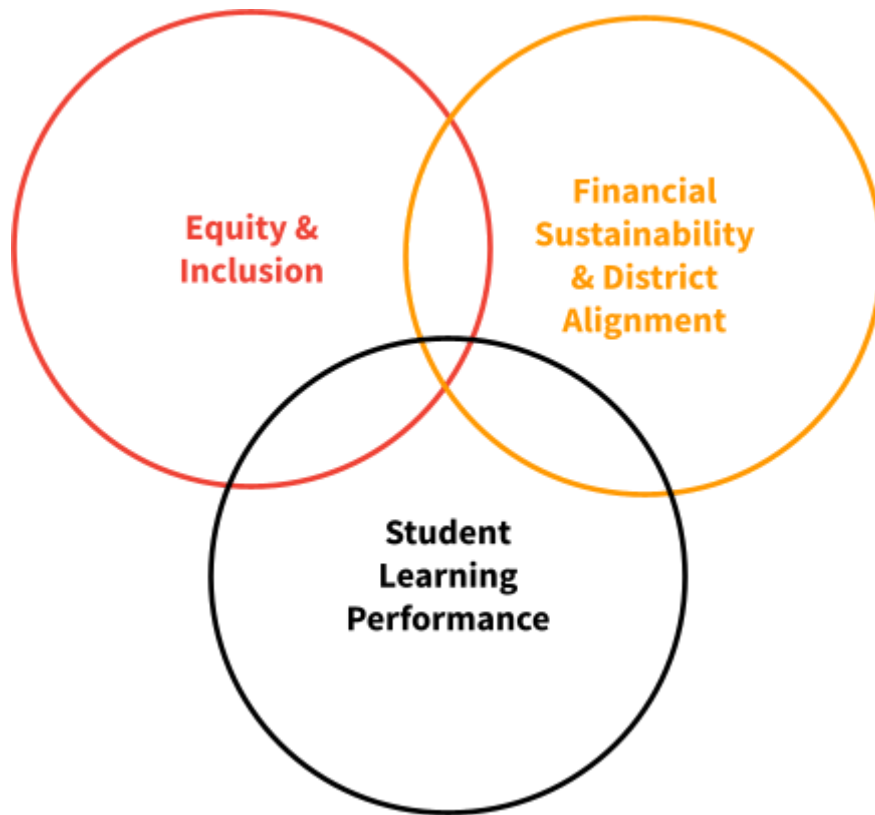 Equity &
Inclusion
Financial
Sustainability
& District
Alignment
Student
Learning
Performance